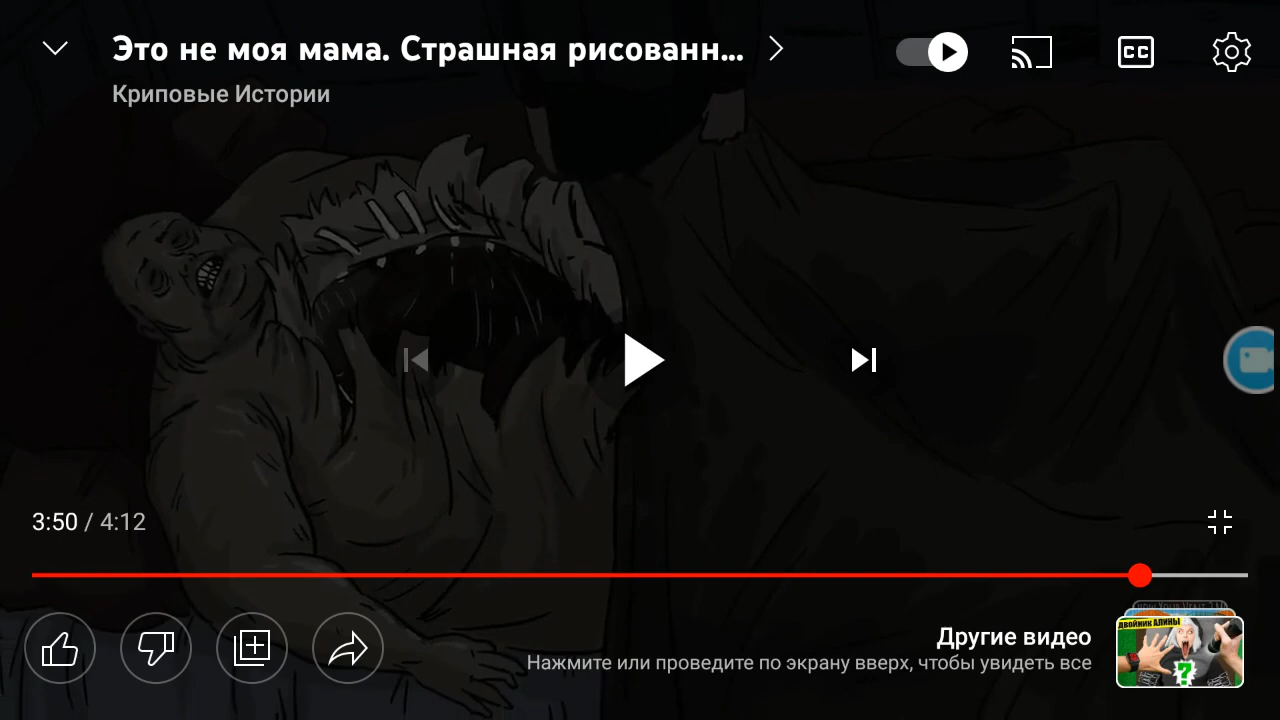 Это не моя мама. Страшная рисованн...
Криповые Истории
CC
3:50 / 4:12
Другие видео
Нажмите или проведите по экрану вверх, чтобы увидеть все
ДВОЙНИК АЛИНЫ
?